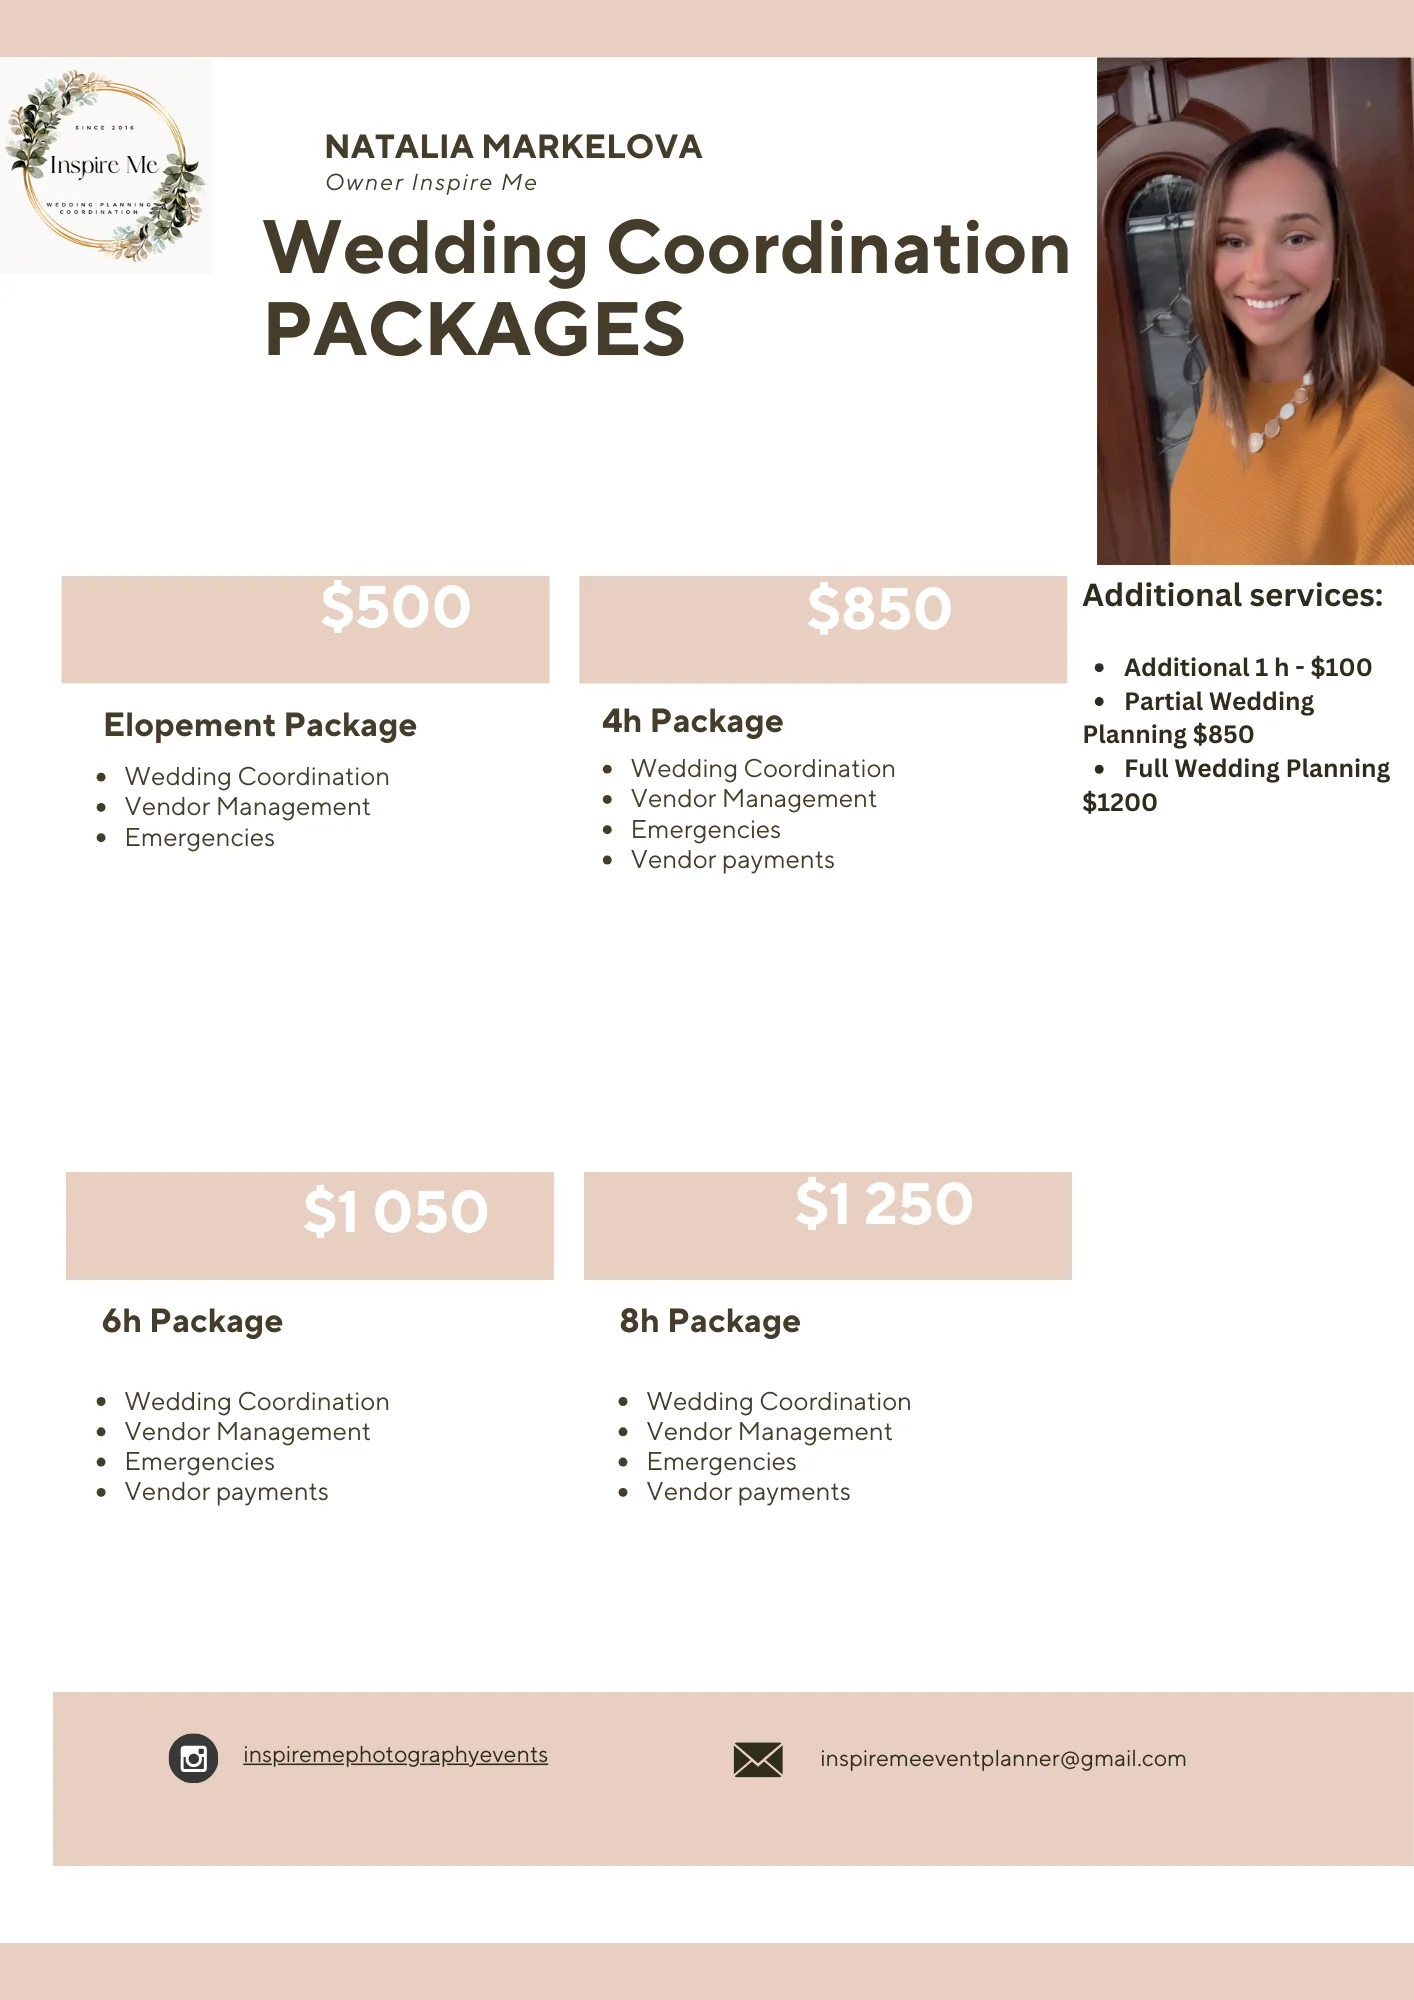 SINCE 2016
Inspire Me
WEDDING PLANNING
COORDINATION
NATALIA MARKELOVA
Owner Inspire Me
Wedding Coordination
PACKAGES
$500
Elopement Package
• Wedding Coordination
• Vendor Management
• Emergencies
$850
4h Package
• Wedding Coordination
• Vendor Management
• Emergencies
• Vendor payments
Additional services:
• Additional 1 h - $100
• Partial Wedding
Planning $850
• Full Wedding Planning
$1200
$1 050
6h Package
• Wedding Coordination
• Vendor Management
• Emergencies
• Vendor payments
$1 250
8h Package
• Wedding Coordination
• Vendor Management
• Emergencies
• Vendor payments
inspiremephotographyevents
inspiremeeventplanner@gmail.com